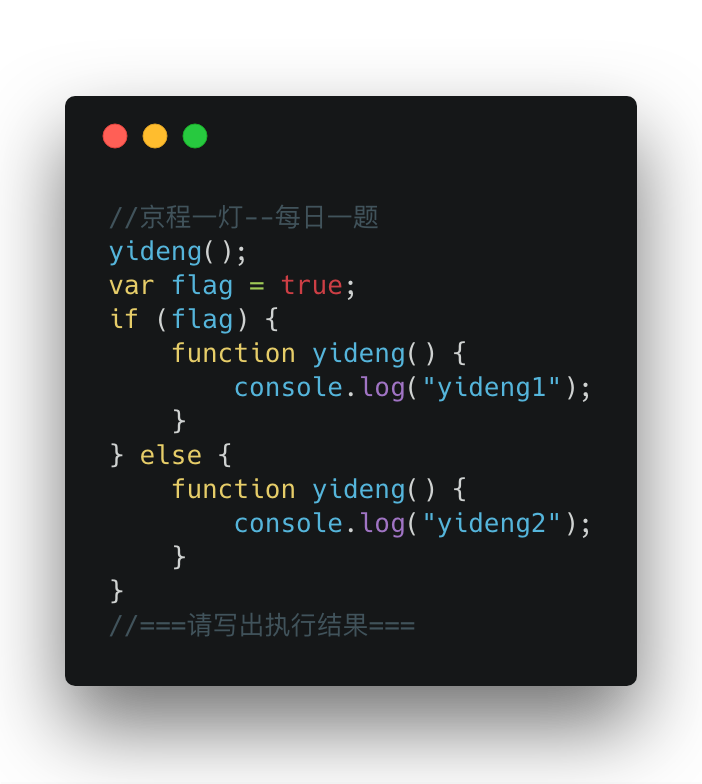 //京程一灯--每日一题
yideng();
var flag = true;
if (flag) {
    function yideng() {
        console.log("yideng1");
    }
} else {
    function yideng() {
        console.log("yideng2");
    }
}
//===请写出执行结果===